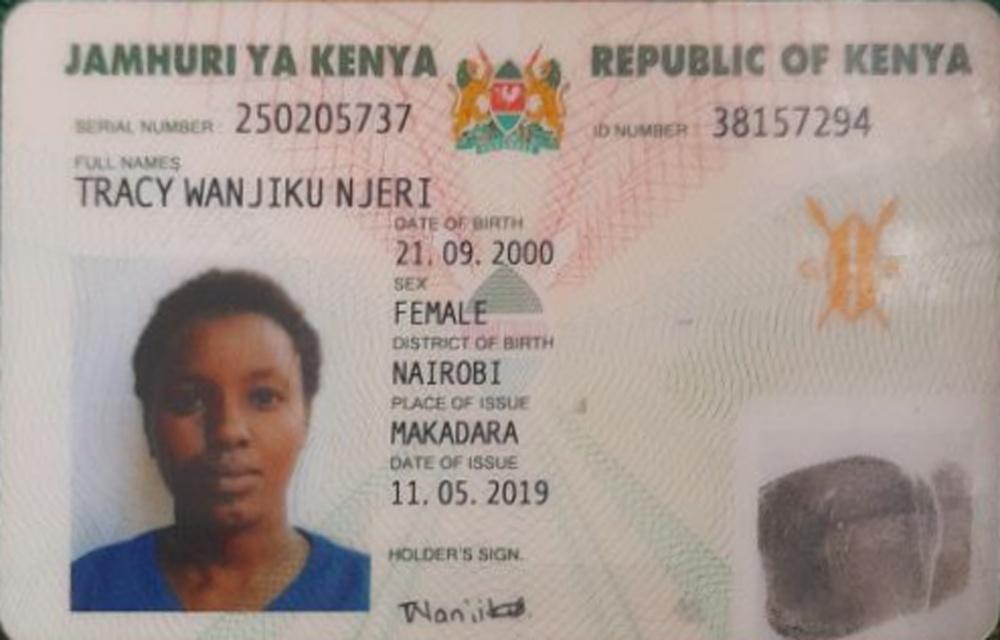 JAMHURI YA KENYA REPUBLIC OF KENYA
SERIAL NUMBER : 250205737 ID NUMBER : 38157294
FULL NAMES
TRACY WANJIKU NJERI
DATE OF BIRTH
21. 09. 2000
SEX
FEMALE
DISTRICT OF BIRTH
NAIROBI
PLACE OF ISSUE
MAKADARA
DATE OF ISSUE
11. 05. 2019
HOLDER'S SIGN.